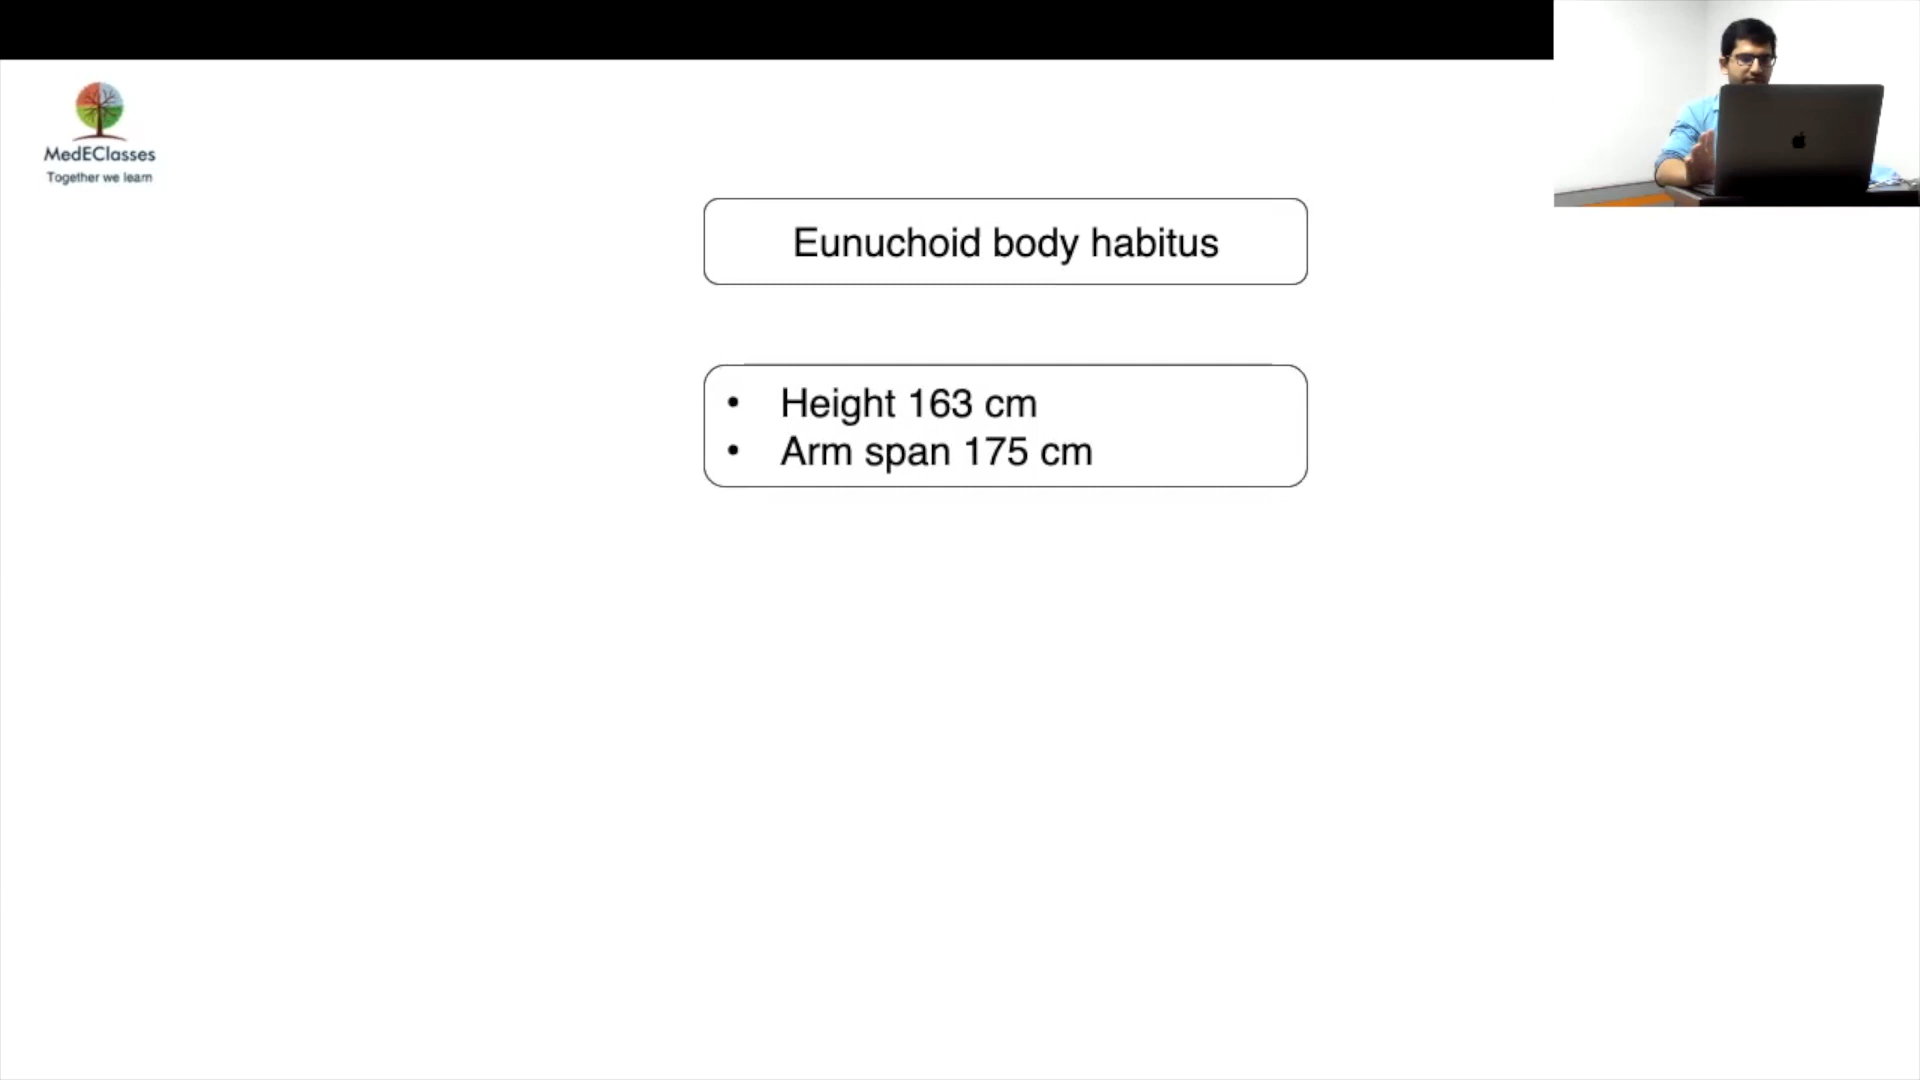 MedEClasses
Together we learn
Eunuchoid body habitus
• Height 163 cm
• Arm span 175 cm